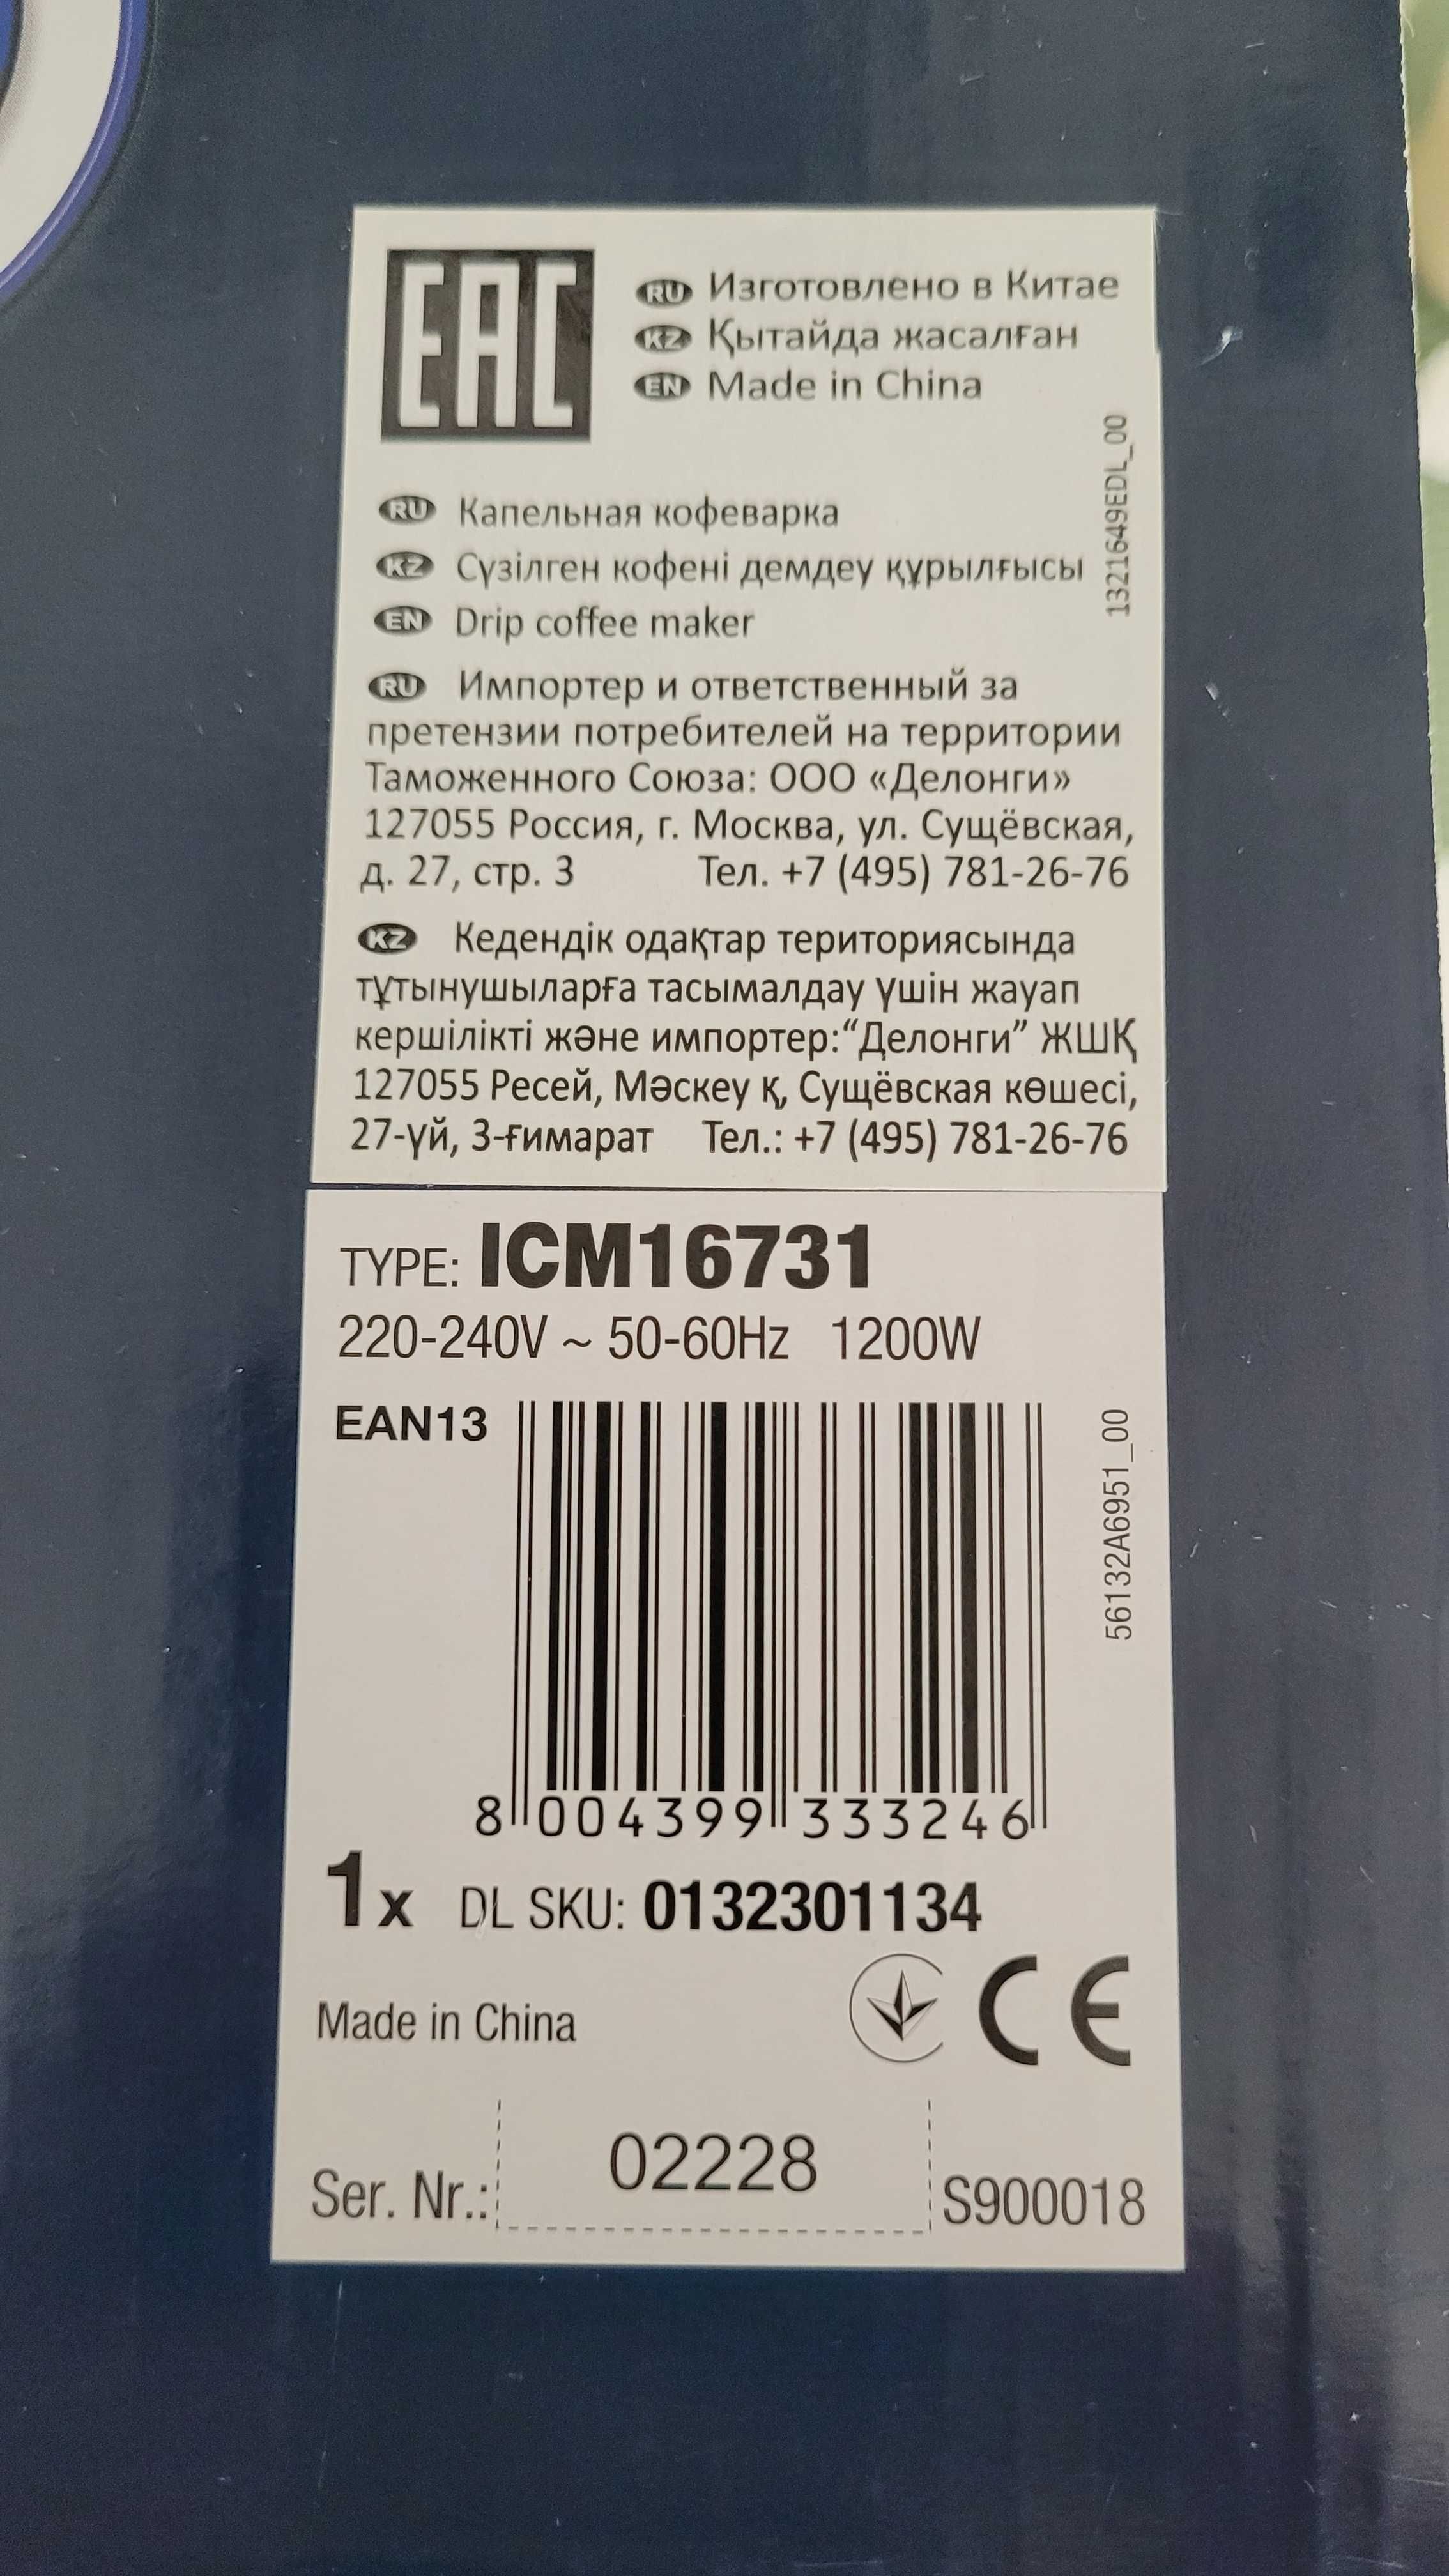 EAC
RU Изготовлено в Китае
KZ Қытайда жасалған
EN Made in China
1321649EDL_00
RU Капельная кофеварка
KZ Сүзілген кофені демдеу құрылғысы
EN Drip coffee maker
RU Импортер и ответственный за
претензии потребителей на территории
Таможенного Союза: ООО «Делонги»
127055 Россия, г. Москва, ул. Сущёвская,
д. 27, стр. 3 Тел. +7 (495) 781-26-76
KZ Кедендік одақтар териториясында
тұтынушыларға тасымалдау үшін жауап
кершілікті және импортер:“Делонги” ЖШҚ
127055 Ресей, Мәскеу қ, Сущёвская көшесі,
27-үй, 3-ғимарат Тел.: +7 (495) 781-26-76
TYPE: ICM16731
220-240V ~ 50-60Hz 1200W
EAN13
56132A6951_00
8 004399 333246
1x DL SKU: 0132301134
Made in China
CE
Ser. Nr.: 02228 S900018